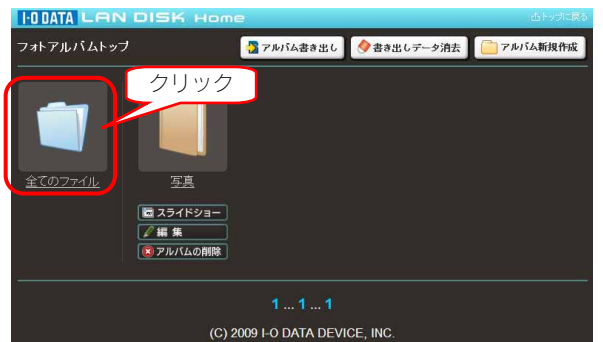 I-O DATA LAN DISK Home
凸トップに戻る
フォトアルバムトップ
アルバム書き出し
書き出しデータ消去
アルバム新規作成
クリック
全てのファイル
写真
スライドショー
編 集
アルバムの削除
1 ... 1 ... 1
(C) 2009 I-O DATA DEVICE, INC.